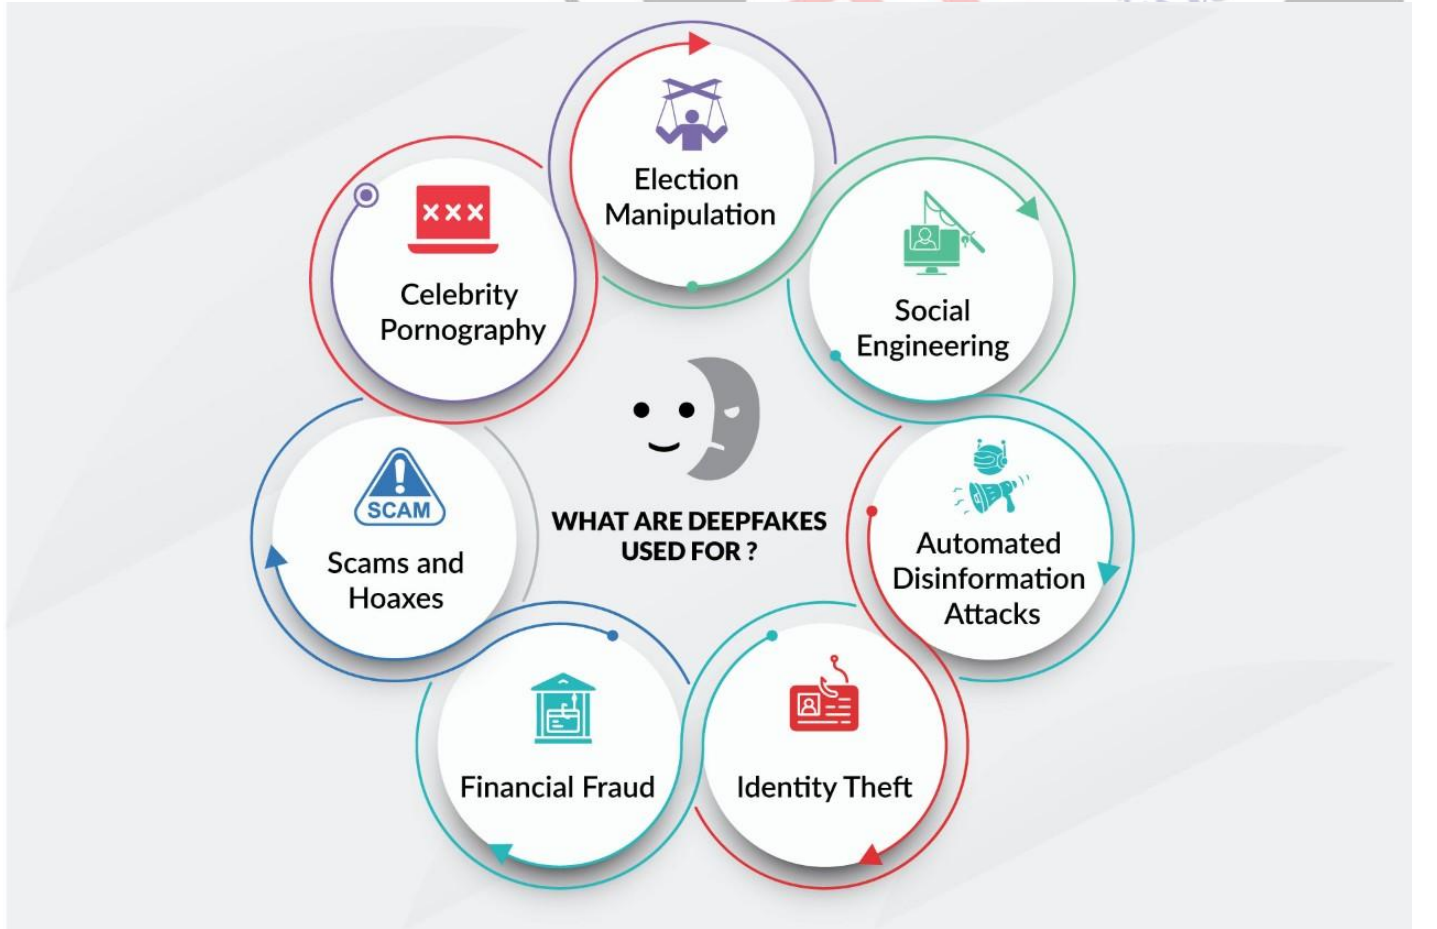 Election
Manipulation
Social
Engineering
Automated
Disinformation
Attacks
Identity Theft
Financial Fraud
SCAM
Scams and
Hoaxes
XXX
Celebrity
Pornography
WHAT ARE DEEPFAKES
USED FOR ?